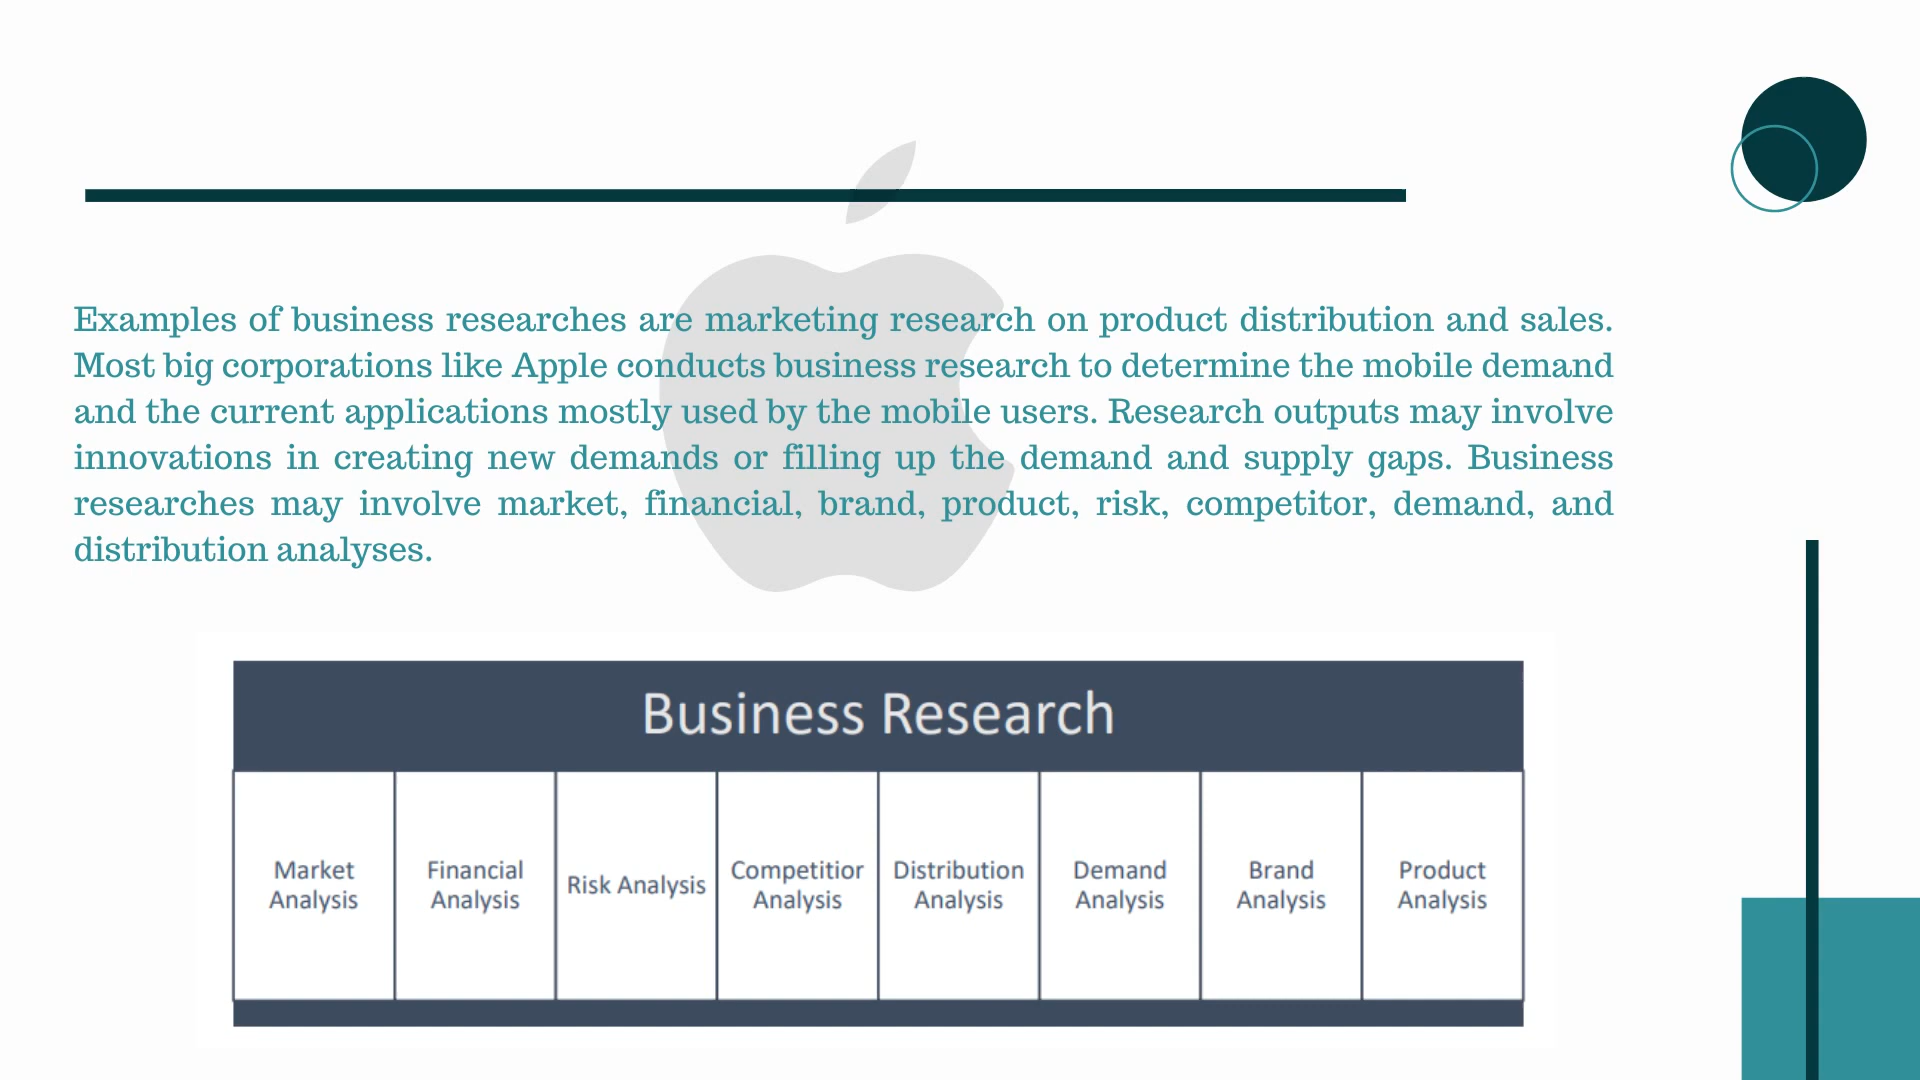 Examples of business researches are marketing research on product distribution and sales.
Most big corporations like Apple conducts business research to determine the mobile demand
and the current applications mostly used by the mobile users. Research outputs may involve
innovations in creating new demands or filling up the demand and supply gaps. Business
researches may involve market, financial, brand, product, risk, competitor, demand, and
distribution analyses.
Business Research
Market
Analysis
Financial
Analysis
Risk Analysis
Competitior
Analysis
Distribution
Analysis
Demand
Analysis
Brand
Analysis
Product
Analysis